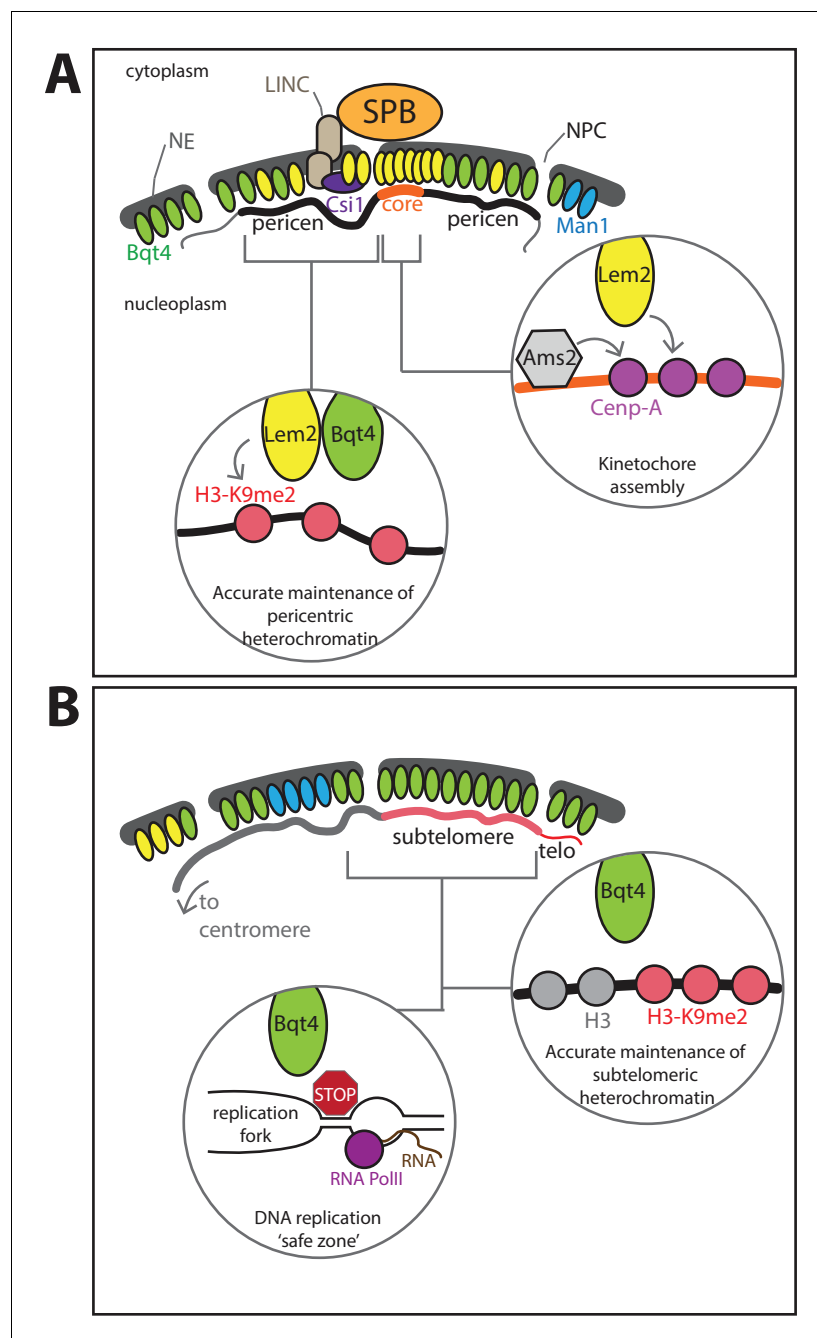 A
cytoplasm
LINC
SPB
NE
NPC
Csi1
core
pericen
pericen
Man1
Bqt4
nucleoplasm
Lem2
Ams2
Cenp-A
Kinetochore
assembly
Lem2
Bqt4
H3-K9me2
Accurate maintenance of
pericentric
heterochromatin
B
subtelomere
telo
to
centromere
Bqt4
H3
H3-K9me2
Accurate maintenance of
subtelomeric
heterochromatin
Bqt4
STOP
replication
fork
RNA
RNA PolII
DNA replication
'safe zone'